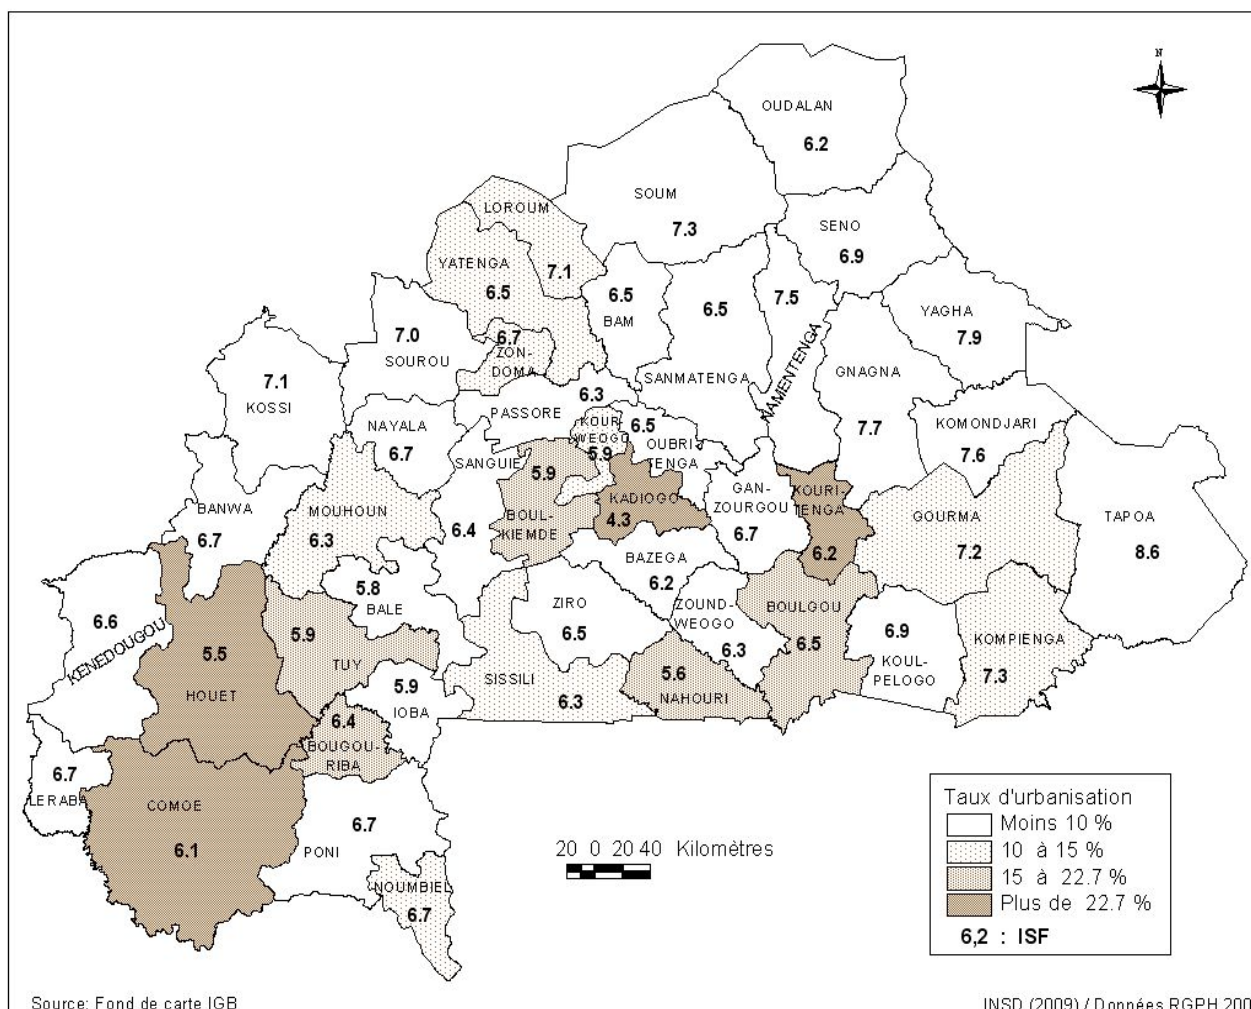 N
OUDALAN
6.2
SOUM
7.3
SENO
6.9
LOROUM
7.1
YATENGA
6.5
6.5
BAM
6.5
SANMATENGA
7.5
NAMENTENGA
YAGHA
7.9
7.0
SOUROU
6.7
ZON-
DOMA
7.1
KOSSI
GNAGNA
7.7
6.3
PASSORE
KOMONDJARI
7.6
NAYALA
6.7
KOUR-
WEOGO
5.9
6.5
OUBRI-
TENGA
SANGUIE
6.4
5.9
BOUL-
KIEMDE
KADIOGO
4.3
GAN-
ZOURGOU
6.7
KOURI-
TENGA
6.2
GOURMA
7.2
TAPOA
8.6
BANWA
6.7
MOUHOUN
6.3
BAZEGA
6.2
5.8
BALE
ZIRO
6.5
ZOUND-
WEOGO
6.3
BOULGOU
6.5
6.9
KOUL-
PELOGO
KOMPIENGA
7.3
6.6
KENEDOUGOU
5.5
HOUET
5.9
TUY
5.9
IOBA
SISSILI
6.3
5.6
NAHOURI
6.4
BOUGOU-
RIBA
6.7
LERABA
COMOE
6.1
6.7
PONI
NOUMBIEL
6.7
20 0 20 40 Kilométres
Taux d'urbanisation
Moins 10 %
10 à 15 %
15 à 22.7 %
Plus de 22.7 %
6,2 : ISF
Source: Fond de carte IGB
INSD (2009) / Données RGPH 200